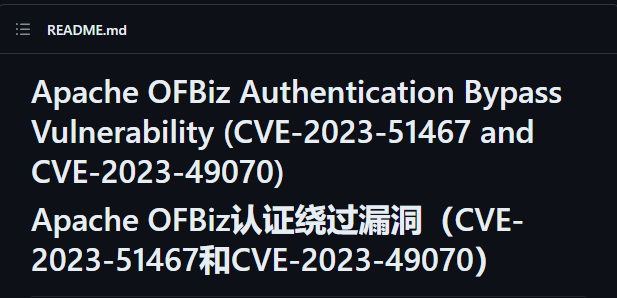 README.md
Apache OFBiz Authentication Bypass
Vulnerability (CVE-2023-51467 and
CVE-2023-49070)
Apache OFBiz认证绕过漏洞（CVE-
2023-51467和CVE-2023-49070）